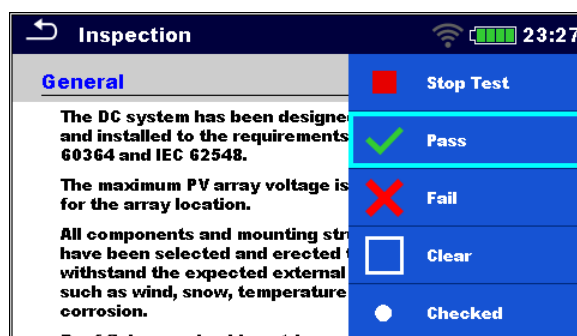 Inspection
23:27
General
The DC system has been designe
and installed to the requirements
60364 and IEC 62548.
The maximum PV array voltage is
for the array location.
All components and mounting str
have been selected and erected
withstand the expected external
such as wind, snow, temperature
corrosion.
Stop Test
Pass
Fail
Clear
Checked